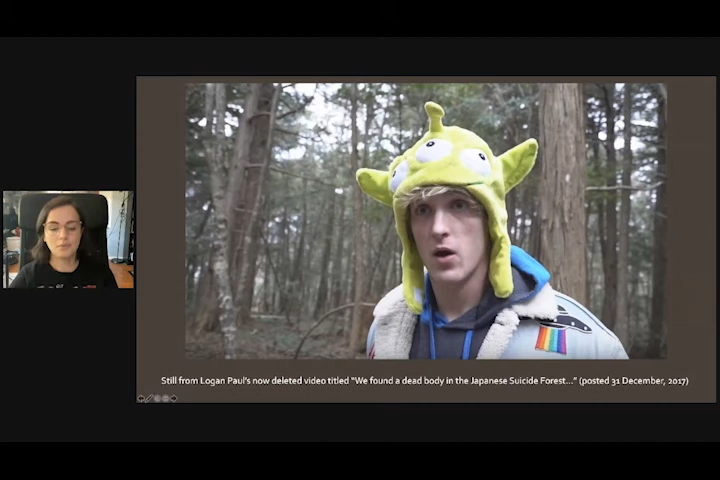 Still from Logan Paul's now deleted video titled "We found a dead body in the Japanese Suicide Forest..." (posted 31 December, 2017)